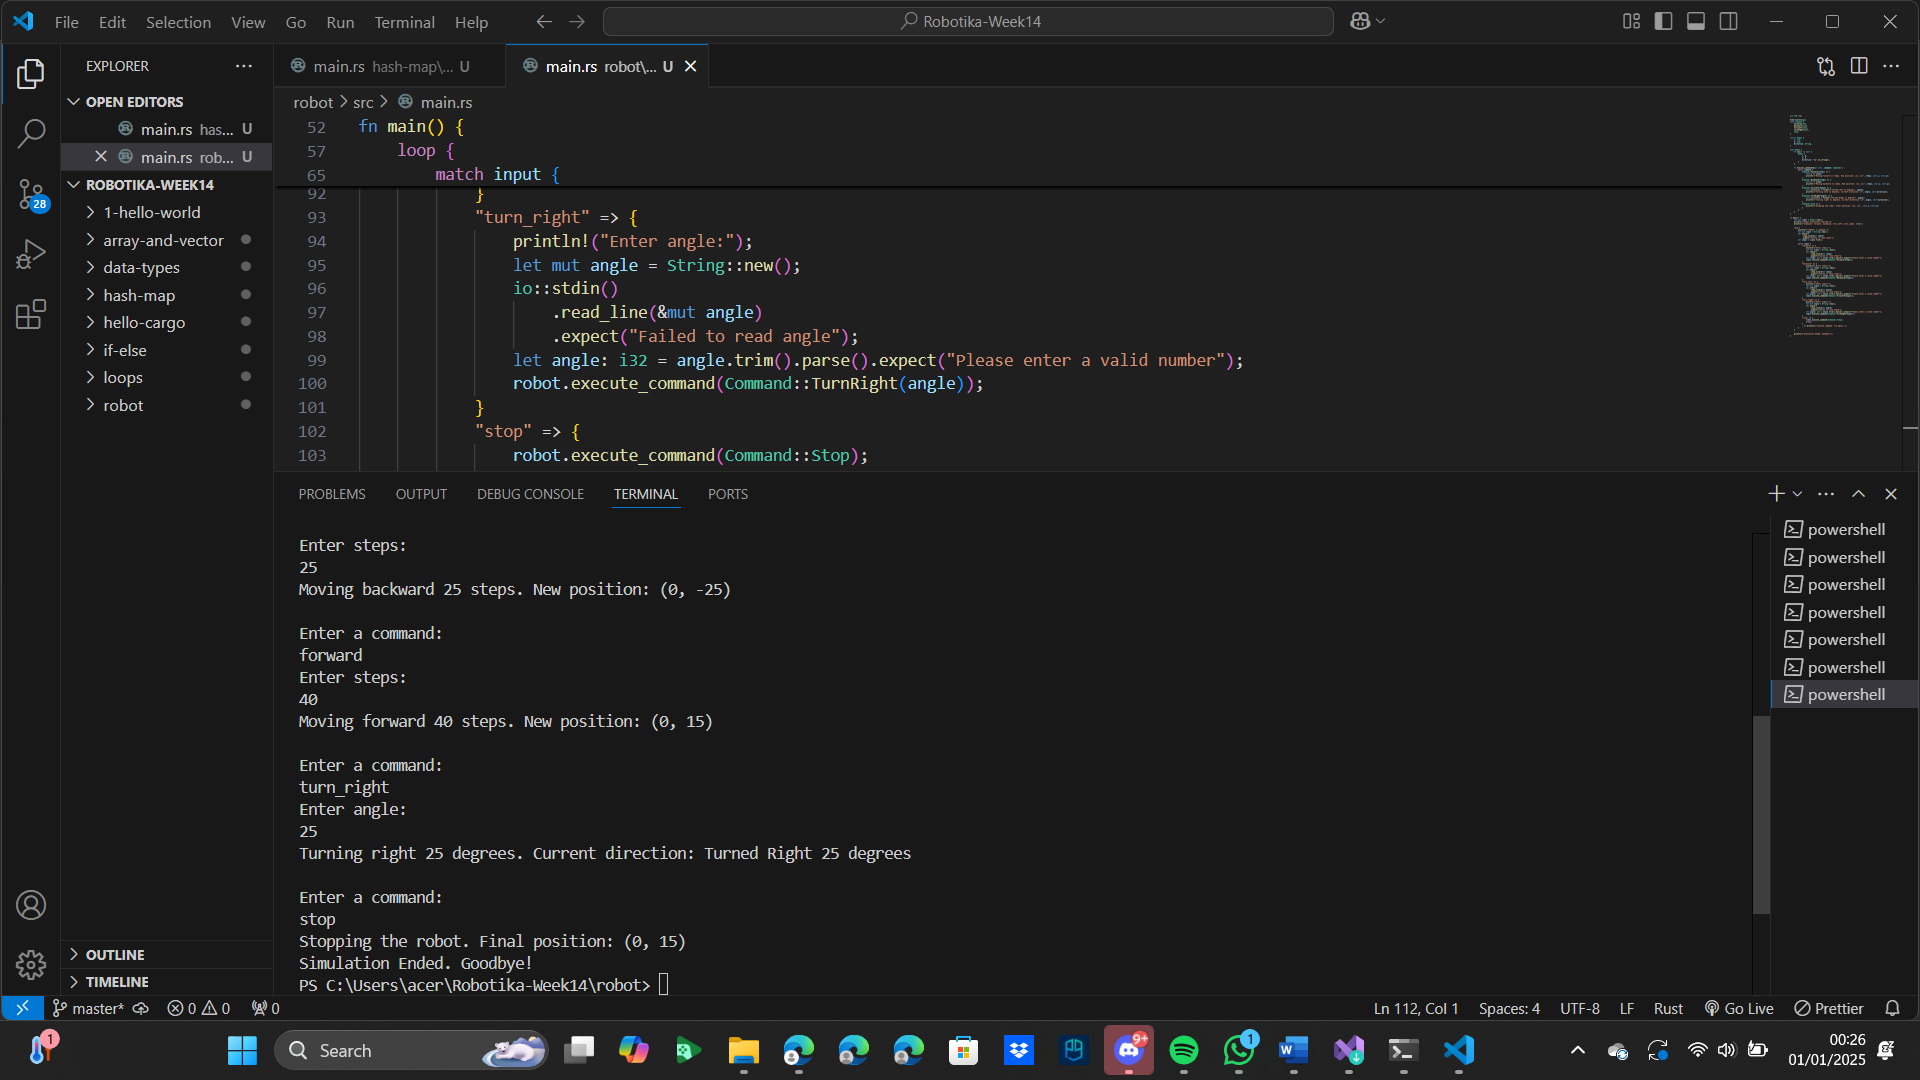 File Edit Selection View Go Run Terminal Help
Robotika-Week14
EXPLORER
OPEN EDITORS
main.rs has... U
main.rs rob... U
ROBOTIKA-WEEK14
1-hello-world
array-and-vector
data-types
hash-map
hello-cargo
if-else
loops
robot
OUTLINE
TIMELINE
28
main.rs hash-map\... U
main.rs robot\... U
robot > src > main.rs
52 fn main() {
57 loop {
65 match input {
92 }
93 "turn_right" => {
94 println!("Enter angle:");
95 let mut angle = String::new();
96 io::stdin()
97 .read_line(&mut angle)
98 .expect("Failed to read angle");
99 let angle: i32 = angle.trim().parse().expect("Please enter a valid number");
100 robot.execute_command(Command::TurnRight(angle));
101 }
102 "stop" => {
103 robot.execute_command(Command::Stop);
PROBLEMS OUTPUT DEBUG CONSOLE TERMINAL PORTS
Enter steps:
25
Moving backward 25 steps. New position: (0, -25)
Enter a command:
forward
Enter steps:
40
Moving forward 40 steps. New position: (0, 15)
Enter a command:
turn_right
Enter angle:
25
Turning right 25 degrees. Current direction: Turned Right 25 degrees
Enter a command:
stop
Stopping the robot. Final position: (0, 15)
Simulation Ended. Goodbye!
PS C:\Users\acer\Robotika-Week14\robot>
powershell
powershell
powershell
powershell
powershell
powershell
powershell
master* 0 0 0
Ln 112, Col 1 Spaces: 4 UTF-8 LF Rust Go Live Prettier
1
Search
9+
1
00:26
01/01/2025